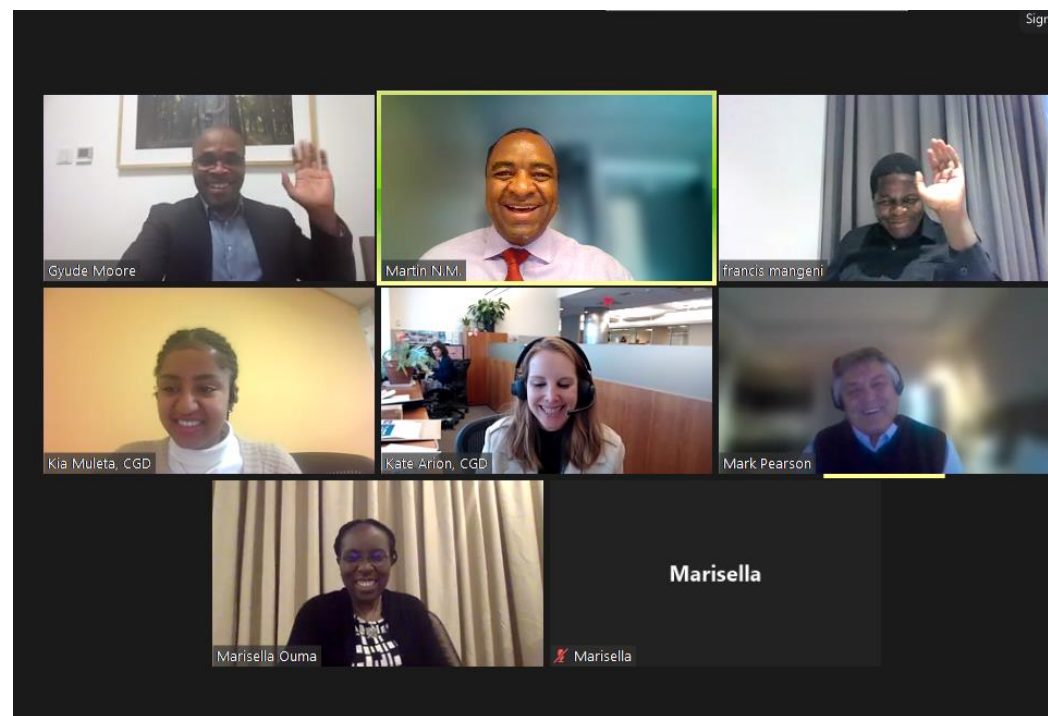 Sign
Gyude Moore
Martin N.M.
francis mangeni
Kia Muleta, CGD
Kate Arion, CGD
Mark Pearson
Marisella
Marisella Ouma
Marisella